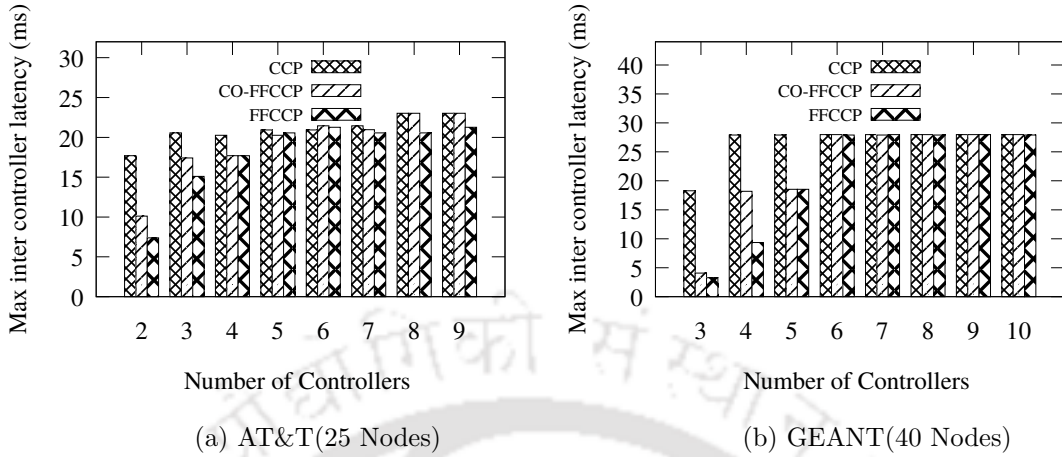 Max inter controller latency (ms)
30
25
20
15
10
5
0
CCP
CO-FFCCP
FFCCP
2 3 4 5 6 7 8 9
Number of Controllers
(a) AT&T(25 Nodes)
Max inter controller latency (ms)
40
35
30
25
20
15
10
5
0
CCP
CO-FFCCP
FFCCP
3 4 5 6 7 8 9 10
Number of Controllers
(b) GEANT(40 Nodes)